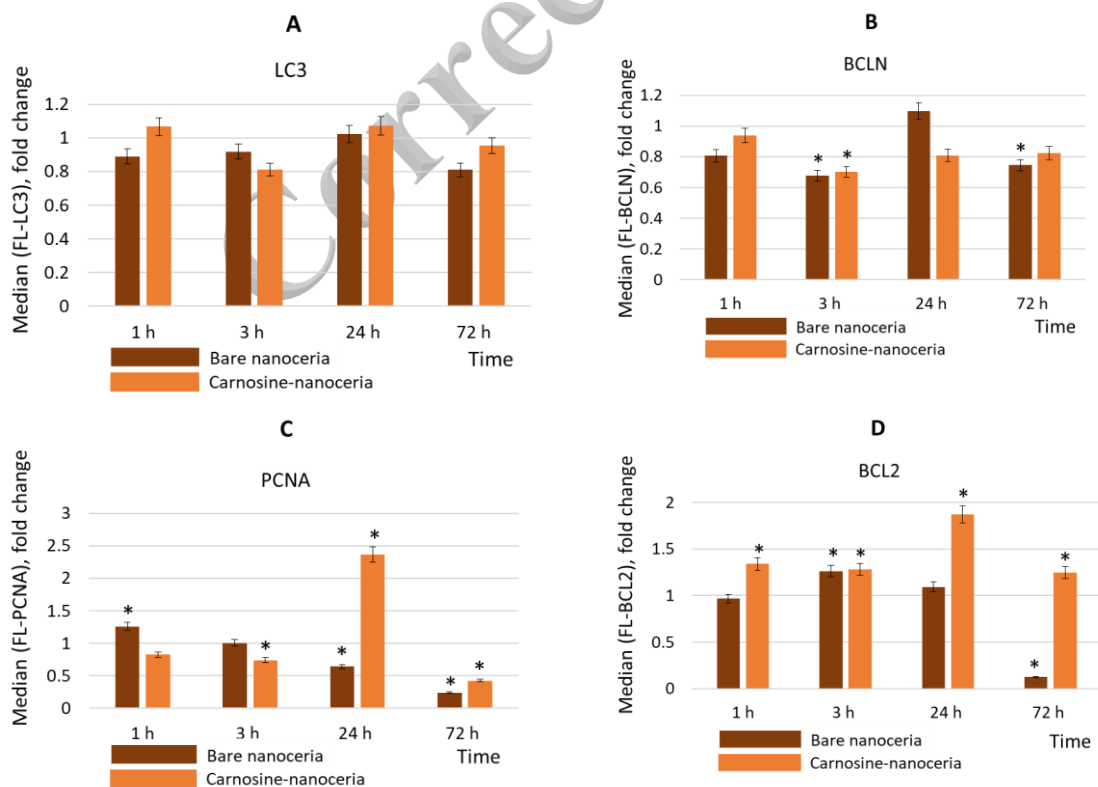 A
LC3
Median (FL-LC3), fold change
1.2
1
0.8
0.6
0.4
0.2
0
1 h 3 h 24 h 72 h
Time
Bare nanoceria
Carnosine-nanoceria
B
BCLN
Median (FL-BCLN), fold change
1.2
1
0.8
0.6
0.4
0.2
0
* * *
1 h 3 h 24 h 72 h
Time
Bare nanoceria
Carnosine-nanoceria
C
PCNA
Median (FL-PCNA), fold change
3
2.5
2
1.5
1
0.5
0
* * * * * *
1 h 3 h 24 h 72 h
Time
Bare nanoceria
Carnosine-nanoceria
D
BCL2
Median (FL-BCL2), fold change
2
1.5
1
0.5
0
* * * * * *
1 h 3 h 24 h 72 h
Time
Bare nanoceria
Carnosine-nanoceria